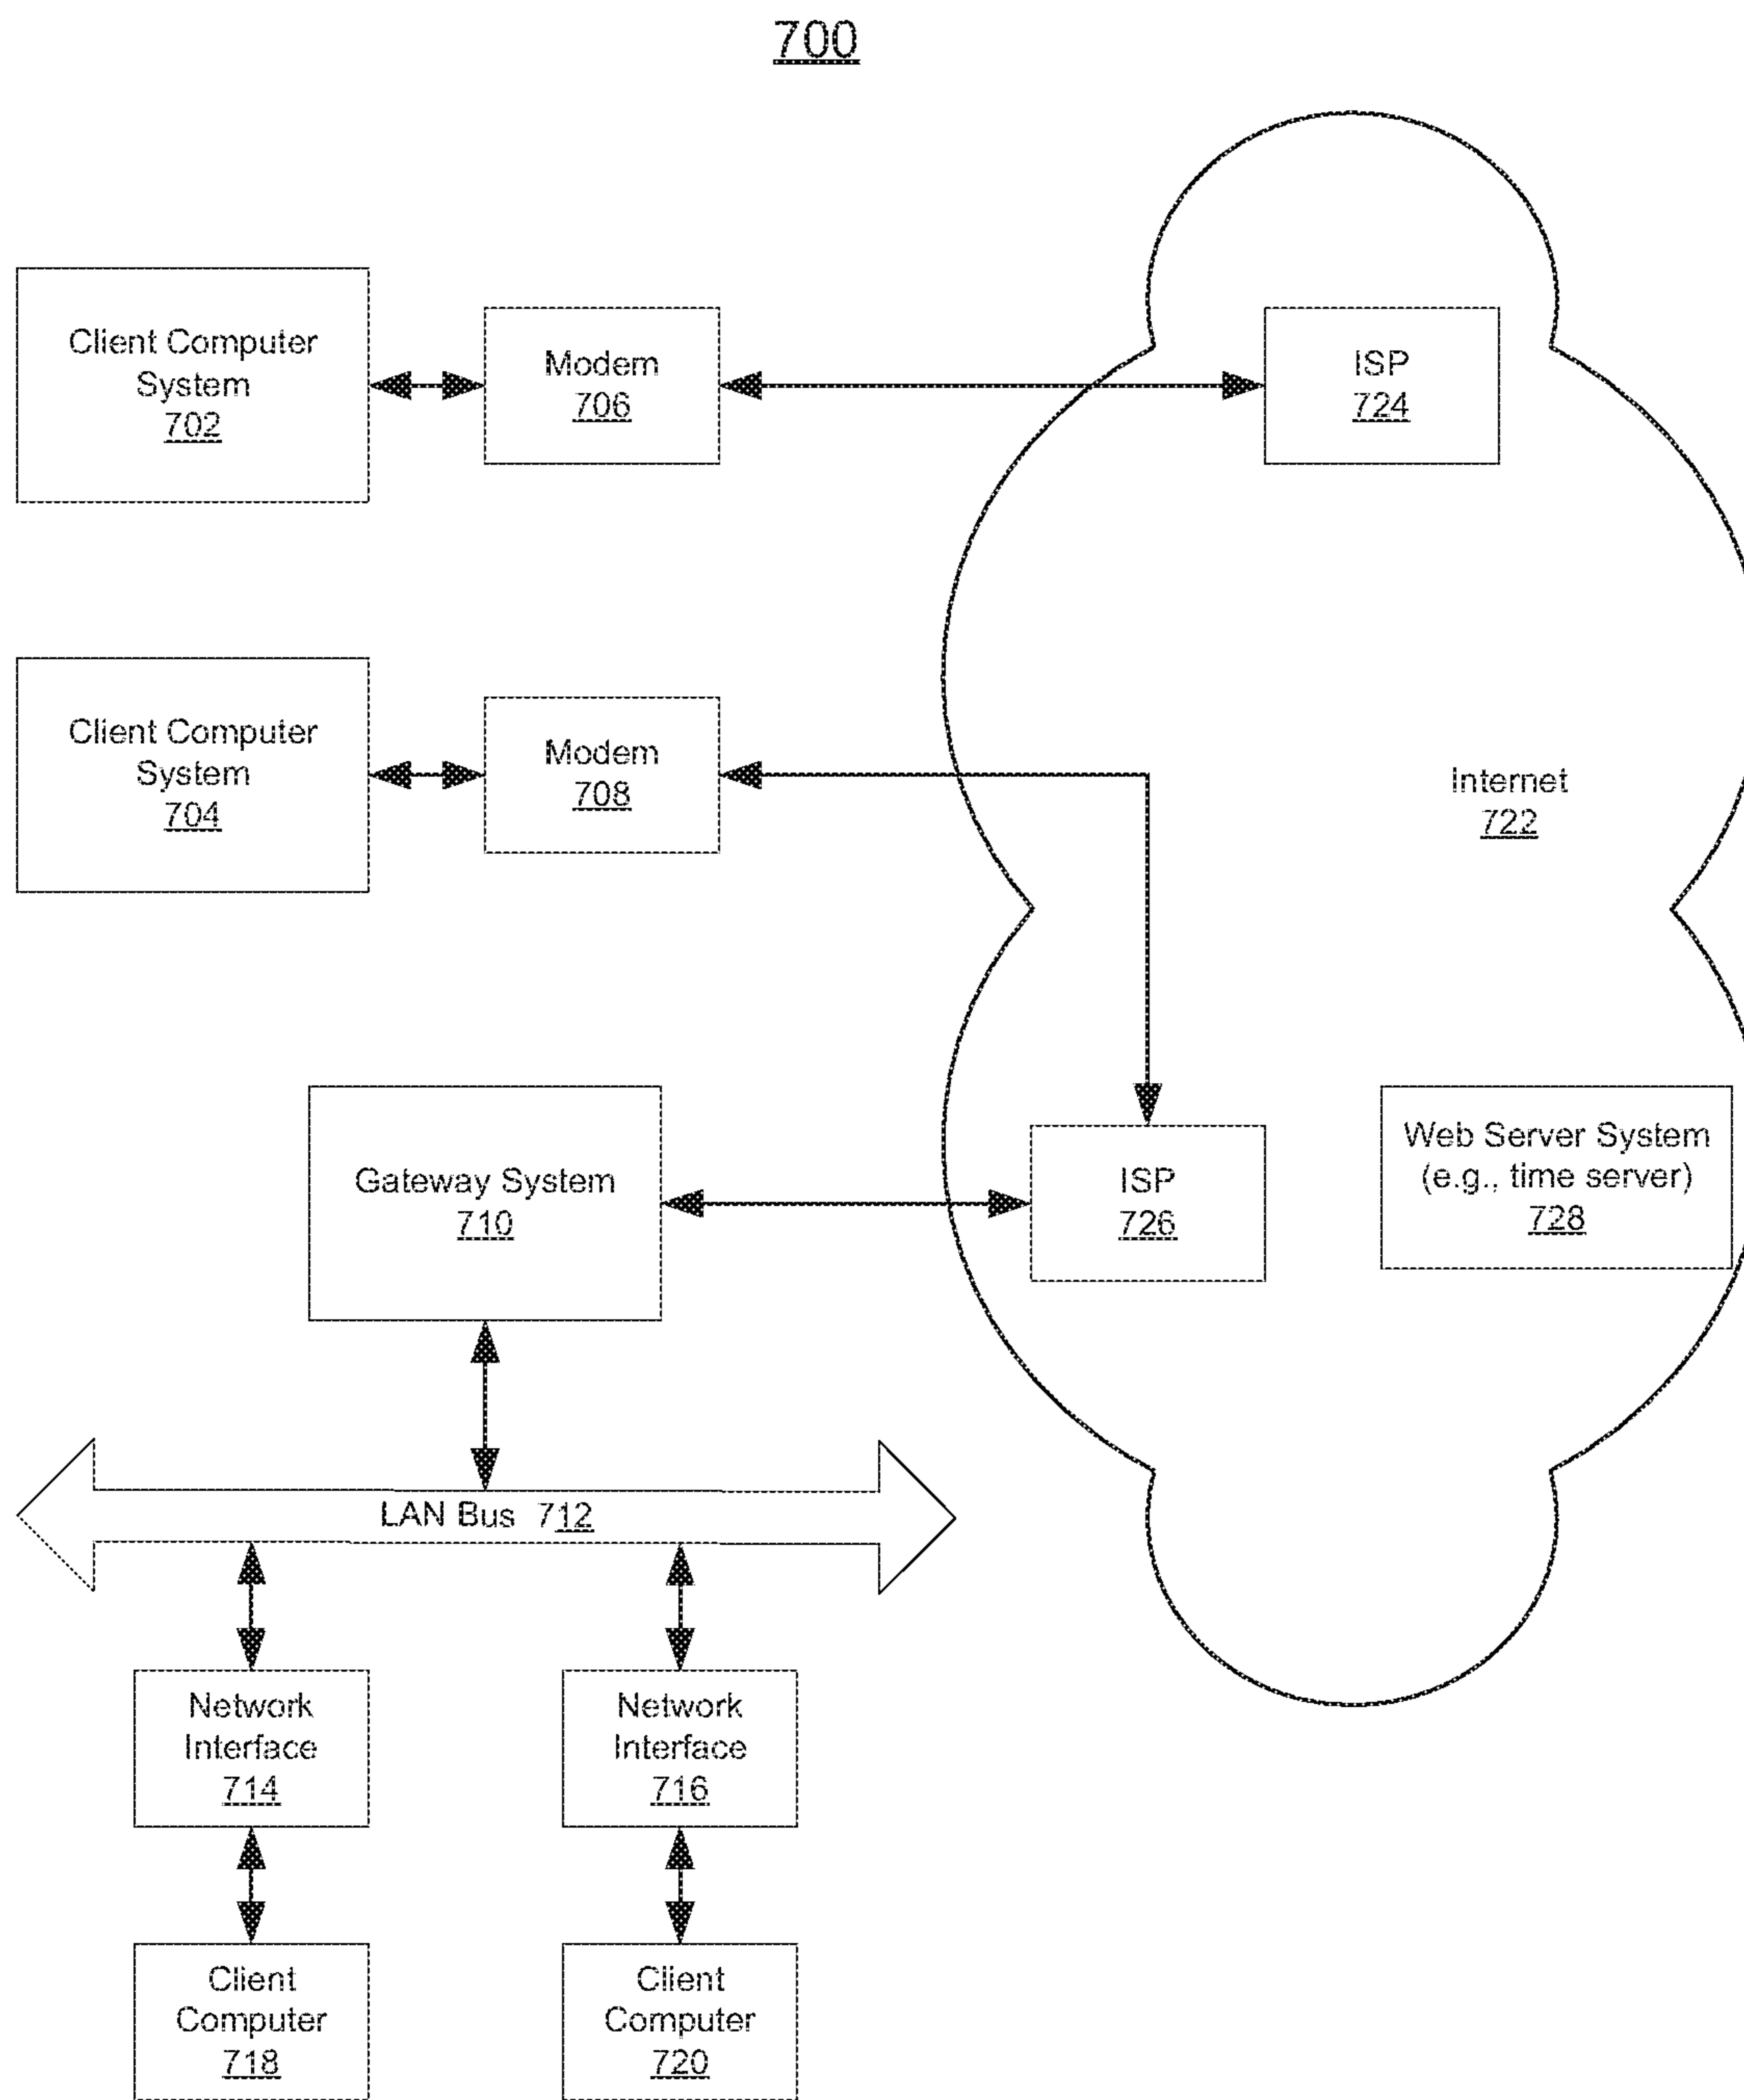 700
Client Computer
System
702
Modem
706
ISP
724
Client Computer
System
704
Modem
708
Internet
722
Gateway System
710
ISP
726
Web Server System
(e.g., time server)
728
LAN Bus 712
Network
Interface
714
Network
Interface
716
Client
Computer
718
Client
Computer
720